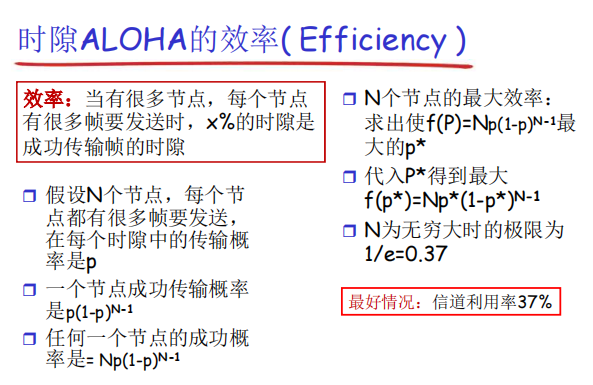 时隙ALOHA的效率( Efficiency )
效率：当有很多节点，每个节点
有很多帧要发送时，x%的时隙是
成功传输帧的时隙
假设N个节点，每个节
点都有很多帧要发送，
在每个时隙中的传输概
率是p
一个节点成功传输概率
是p(1-p)ᴺ⁻¹
任何一个节点的成功概
率是= Np(1-p)ᴺ⁻¹
N个节点的最大效率：
求出使f(P)=Np(1-p)ᴺ⁻¹最
大的p*
代入P*得到最大
f(p*)=Np*(1-p*)ᴺ⁻¹
N为无穷大时的极限为
1/e=0.37
最好情况：信道利用率37%